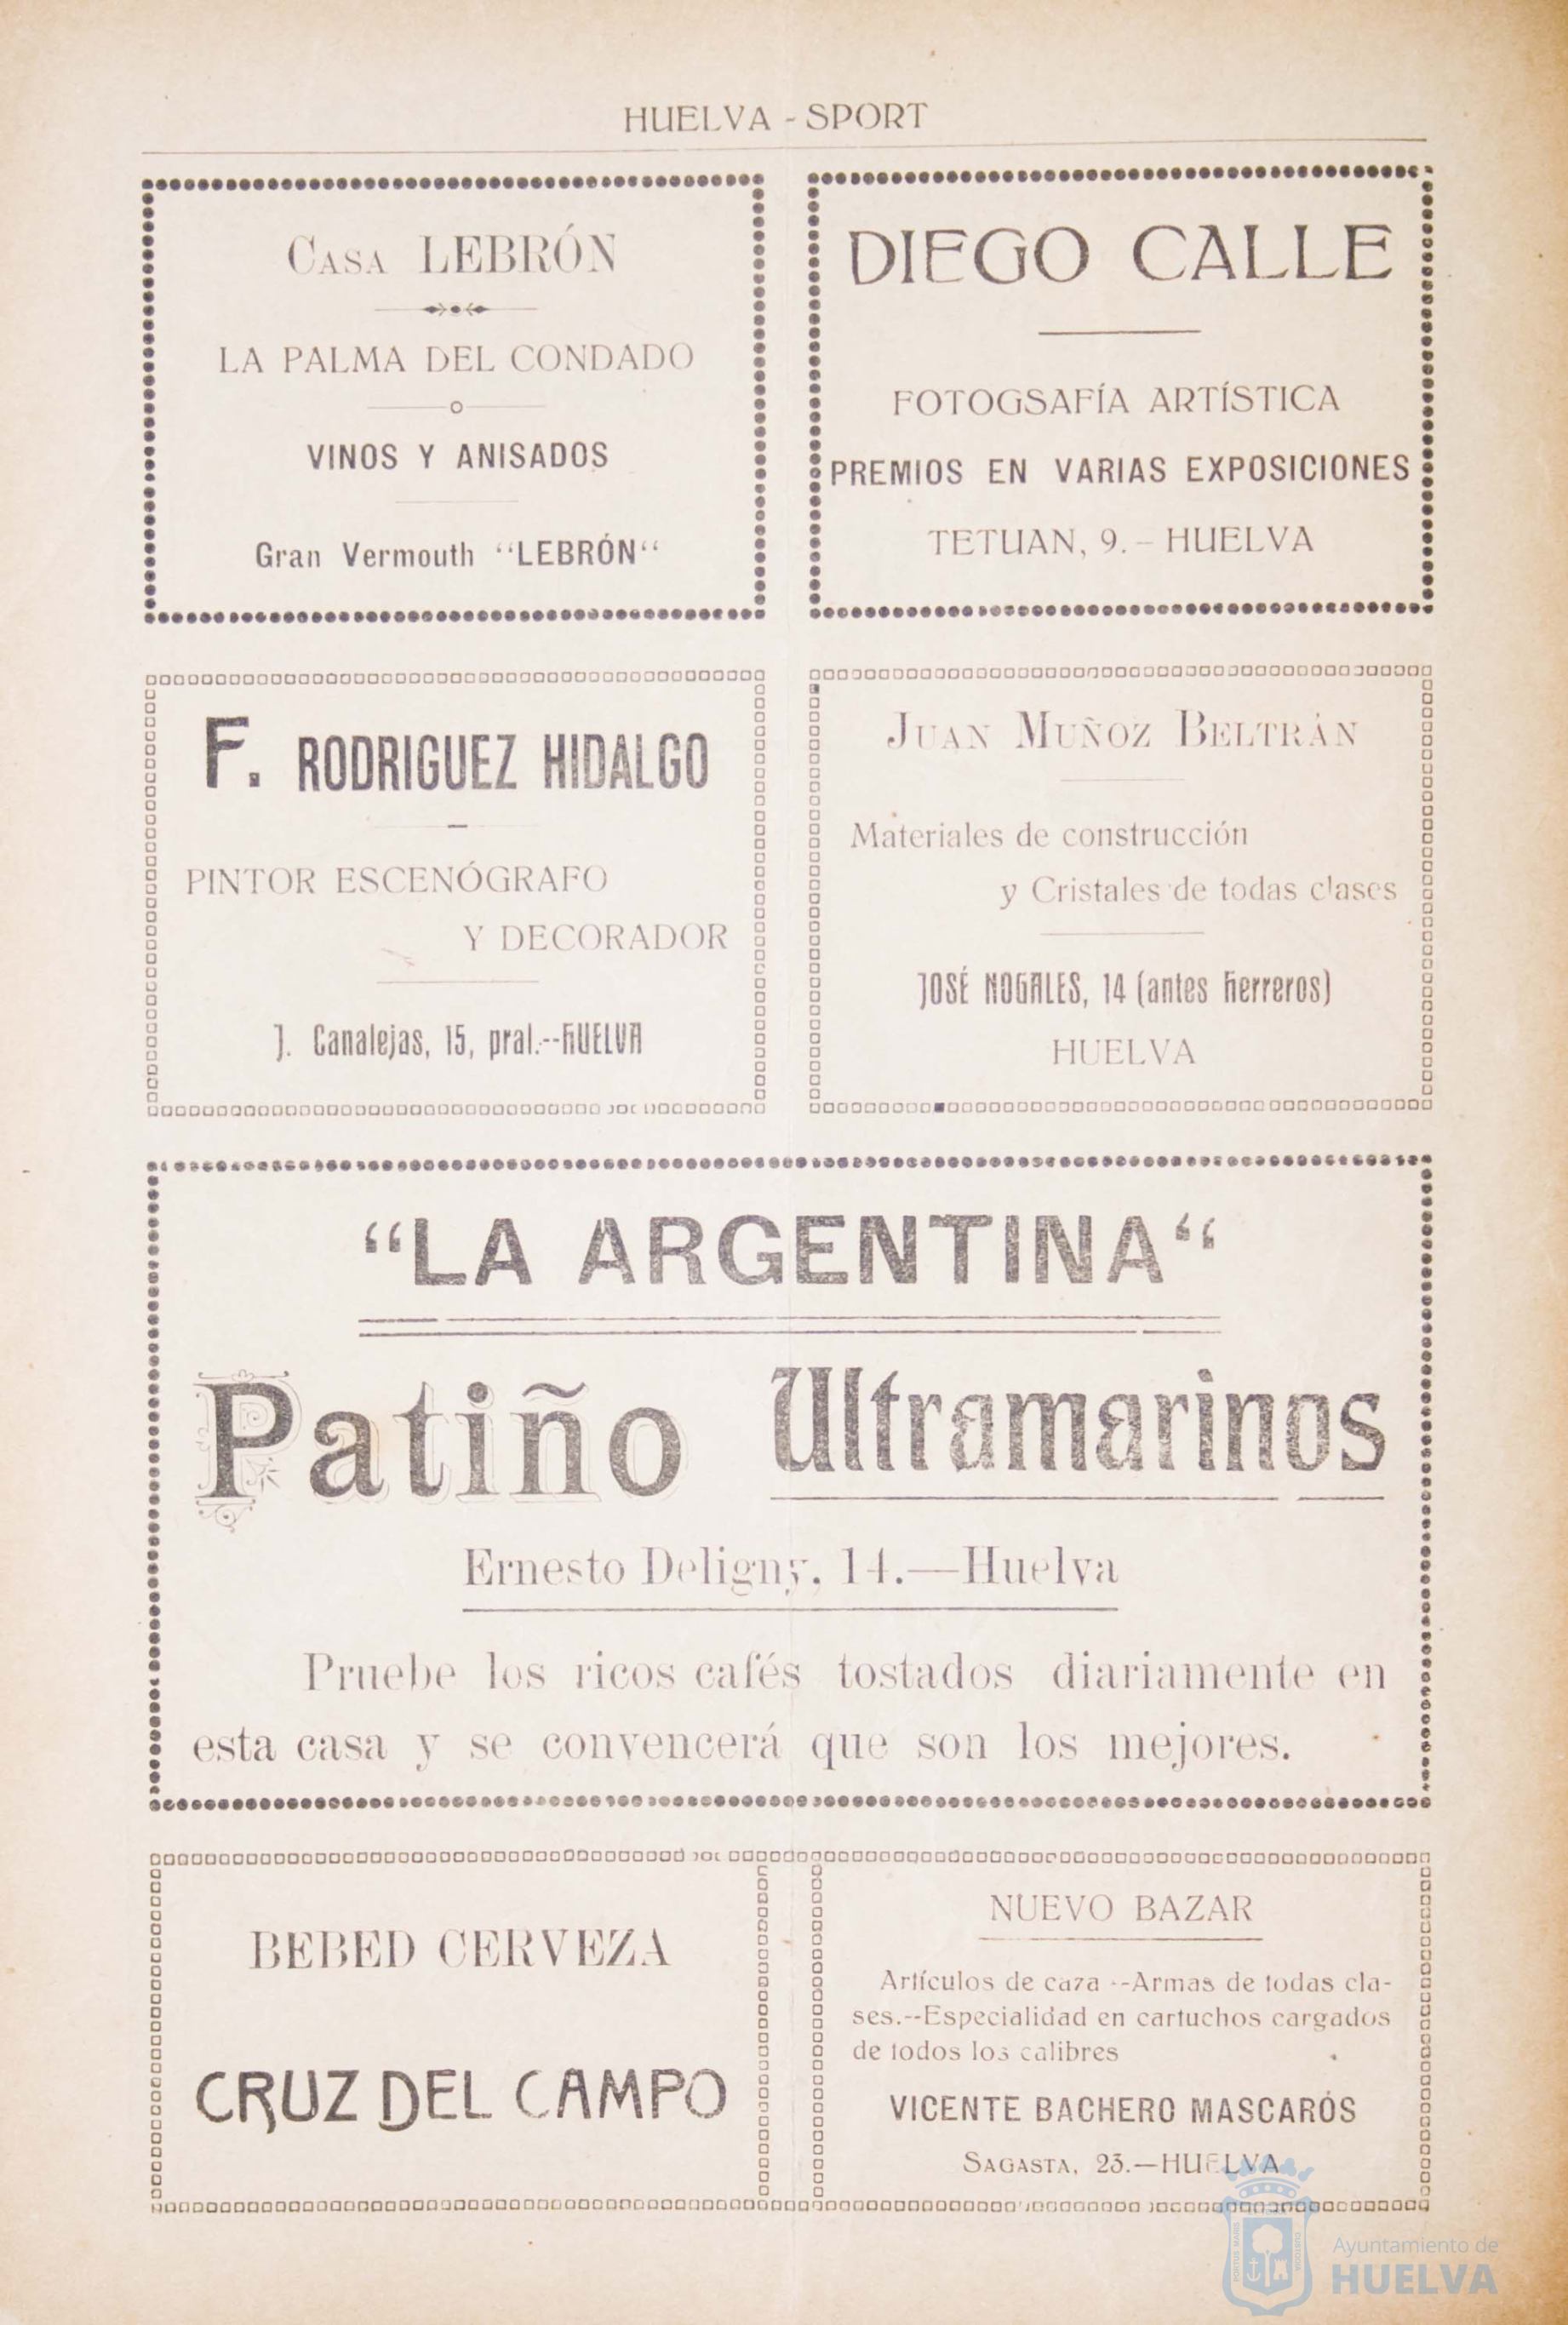 HUELVA - SPORT
CASA LEBRÓN
LA PALMA DEL CONDADO
VINOS Y ANISADOS
Gran Vermouth “LEBRÓN“
DIEGO CALLE
FOTOGSAFÍA ARTÍSTICA
PREMIOS EN VARIAS EXPOSICIONES
TETUAN, 9.- HUELVA
F. RODRIGUEZ HIDALGO
PINTOR ESCENÓGRAFO
Y DECORADOR
J. Canalejas, 15, pral.--HUELVA
JUAN MUÑOZ BELTRÁN
Materiales de construcción
y Cristales de todas clases
JOSÉ NOGALES, 14 (antes Herreros)
HUELVA
“LA ARGENTINA“
Patiño Ultramarinos
Ernesto Deligny, 14.—Huelva
Pruebe los ricos cafés tostados diariamente en
esta casa y se convencerá que son los mejores.
BEBED CERVEZA
CRUZ DEL CAMPO
NUEVO BAZAR
Artículos de caza --Armas de todas cla-
ses.--Especialidad en cartuchos cargados
de todos los calibres
VICENTE BACHERO MASCARÓS
SAGASTA, 23.—HUELVA
Ayuntamiento de
HUELVA